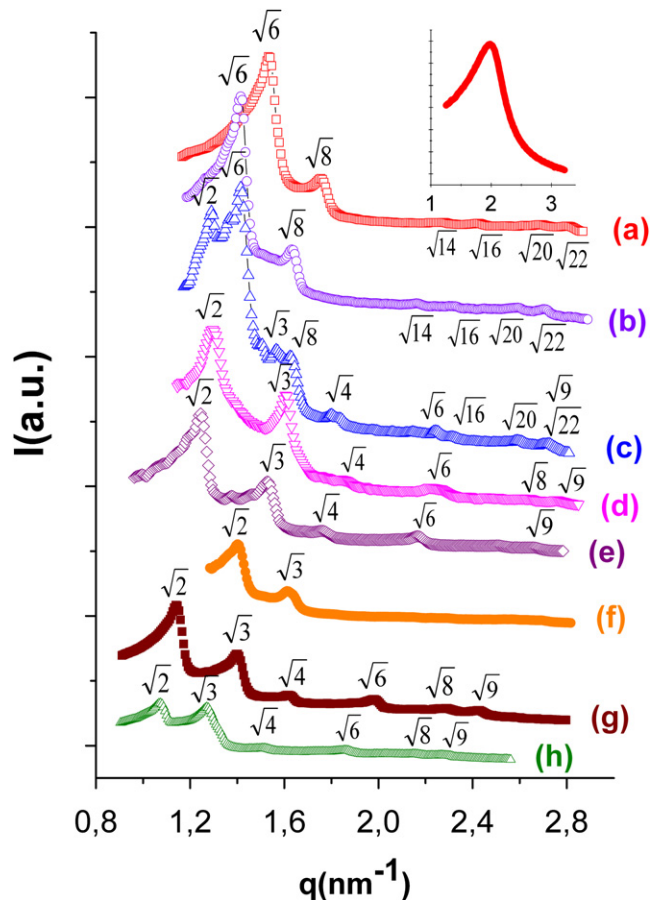 √6
1 2 3
√6
√8
√2 √6
(a)
√14 √16 √20 √22
√8
(b)
√14 √16 √20 √22
√2
√3 √8
√3
√4
√6 √16 √20 √9
√22
(c)
√2
√4 √6 √8 √9
(d)
√3
√4 √6 √9
(e)
√2
√3
(f)
√2
√3
√4 √6 √8 √9
(g)
√2 √3
√4 √6 √8 √9
(h)
I(a.u.)
0,8 1,2 1,6 2,0 2,4 2,8
q(nm⁻¹)